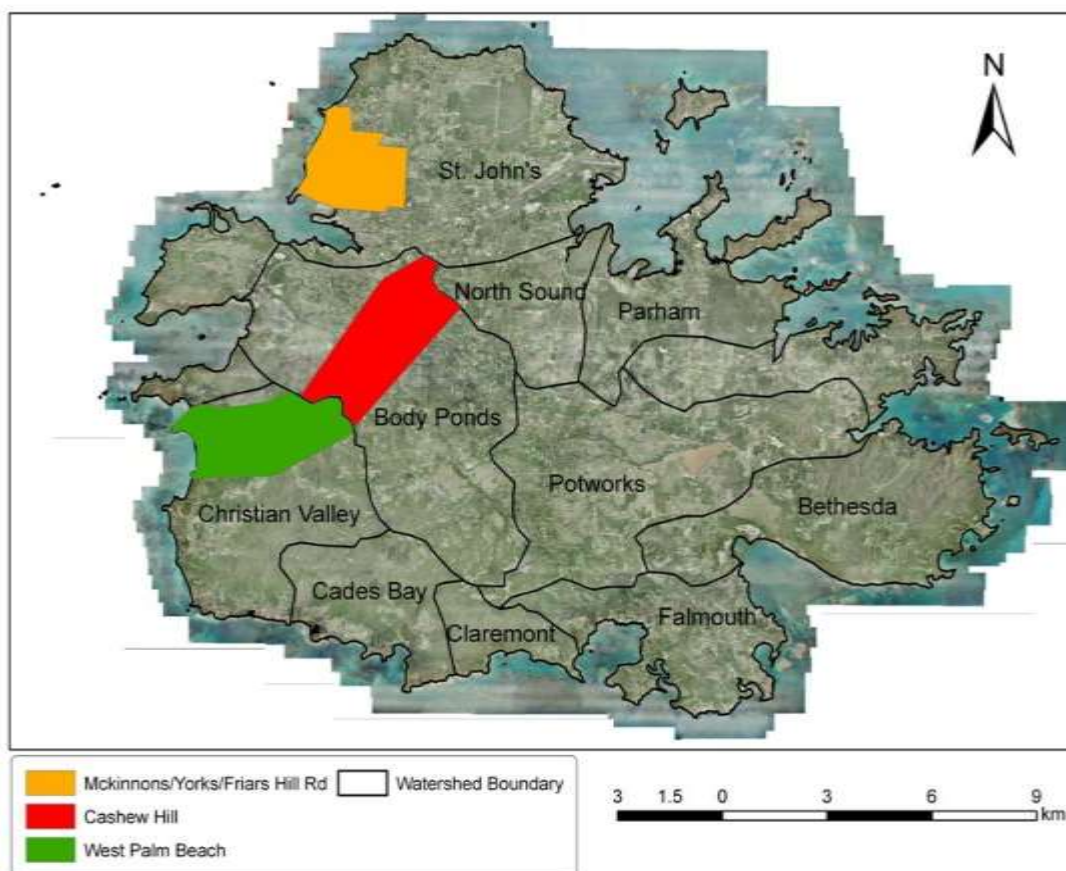 N
St. John's
North Sound
Parham
Body Ponds
Potworks
Bethesda
Christian Valley
Cades Bay
Claremont
Falmouth
Mckinnons/Yorks/Friars Hill Rd
Watershed Boundary
Cashew Hill
West Palm Beach
3 1.5 0 3 6 9
km